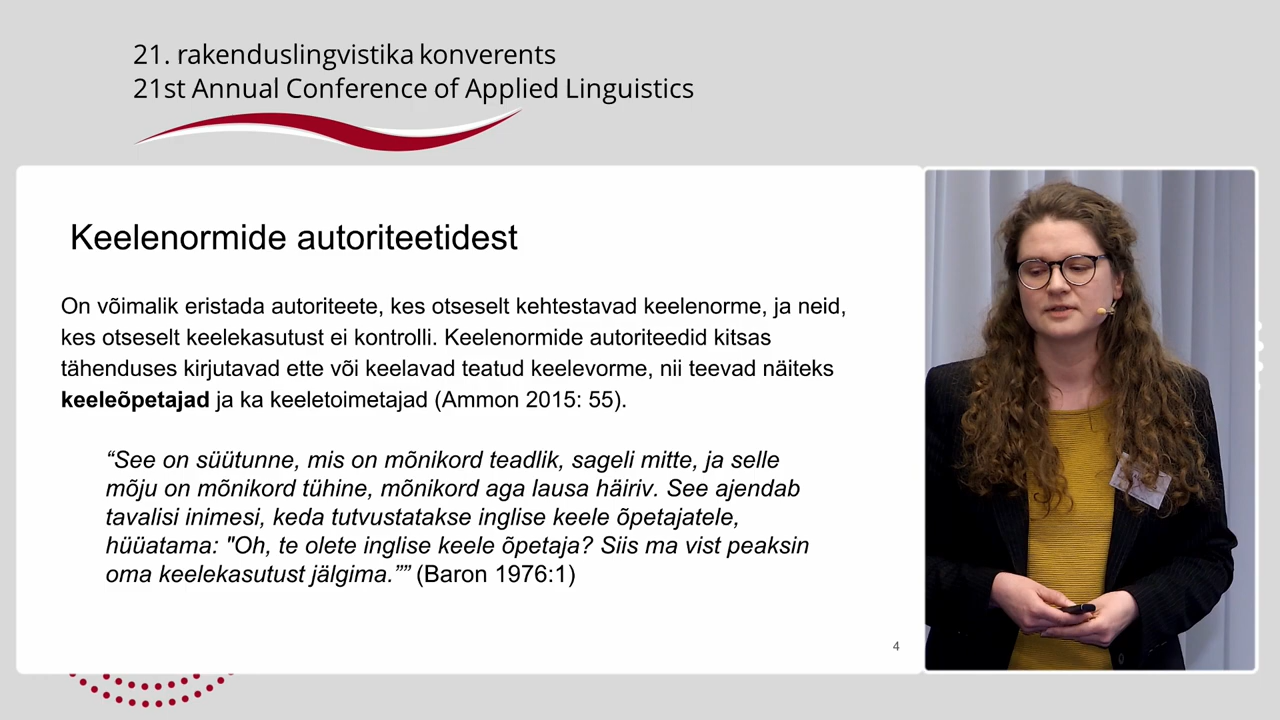 21. rakenduslingvistika konverents
21st Annual Conference of Applied Linguistics
Keelenormide autoriteetidest
On võimalik eristada autoriteete, kes otseselt kehtestavad keelenorme, ja neid,
kes otseselt keelekasutust ei kontrolli. Keelenormide autoriteedid kitsas
tähenduses kirjutavad ette või keelavad teatud keelevorme, nii teevad näiteks
keeleõpetajad ja ka keeletoimetajad (Ammon 2015: 55).
“See on süütunne, mis on mõnikord teadlik, sageli mitte, ja selle
mõju on mõnikord tühine, mõnikord aga lausa häiriv. See ajendab
tavalisi inimesi, keda tutvustatakse inglise keele õpetajatele,
hüüatama: "Oh, te olete inglise keele õpetaja? Siis ma vist peaksin
oma keelekasutust jälgima.”” (Baron 1976:1)
4